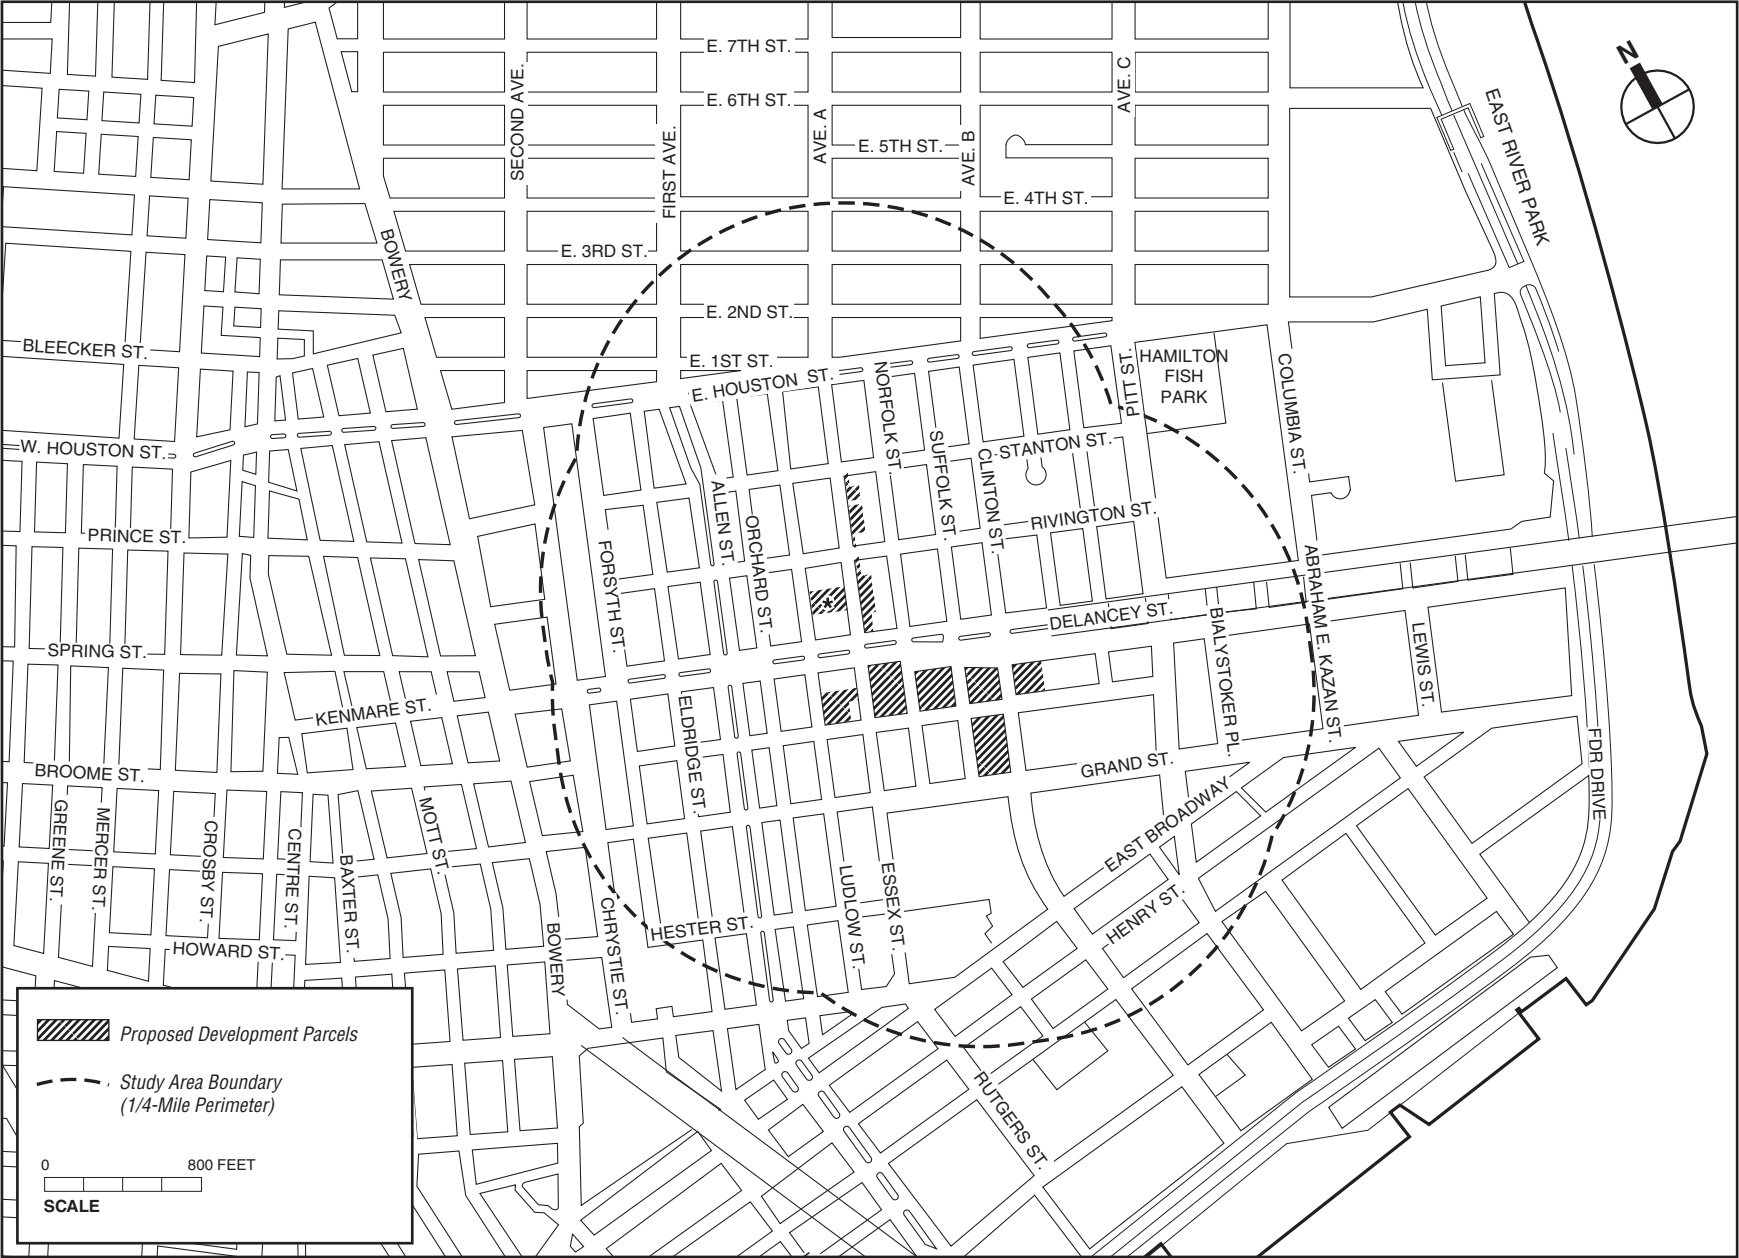 E. 7TH ST.
E. 6TH ST.
E. 5TH ST.
E. 4TH ST.
E. 3RD ST.
E. 2ND ST.
E. 1ST ST.
SECOND AVE.
FIRST AVE.
AVE. A
AVE. B
AVE. C
N
EAST RIVER PARK
BOWERY
BLEECKER ST.
E. HOUSTON ST.
W. HOUSTON ST.
NORFOLK ST.
SUFFOLK ST.
CLINTON ST.
STANTON ST.
PITT ST.
HAMILTON
FISH
PARK
COLUMBIA ST.
PRINCE ST.
FORSYTH ST.
ALLEN ST.
ORCHARD ST.
RIVINGTON ST.
*
DELANCEY ST.
BIALYSTOKER PL.
ABRAHAM E. KAZAN ST.
LEWIS ST.
SPRING ST.
KENMARE ST.
ELDRIDGE ST.
BROOME ST.
GRAND ST.
FDR DRIVE
GREENE ST.
MERCER ST.
CROSBY ST.
CENTRE ST.
BAXTER ST.
MOTT ST.
EAST BROADWAY
HENRY ST.
HOWARD ST.
BOWERY
CHRYSTIE ST.
HESTER ST.
LUDLOW ST.
ESSEX ST.
RUTGERS ST.
Proposed Development Parcels
Study Area Boundary
(1/4-Mile Perimeter)
0 800 FEET
SCALE